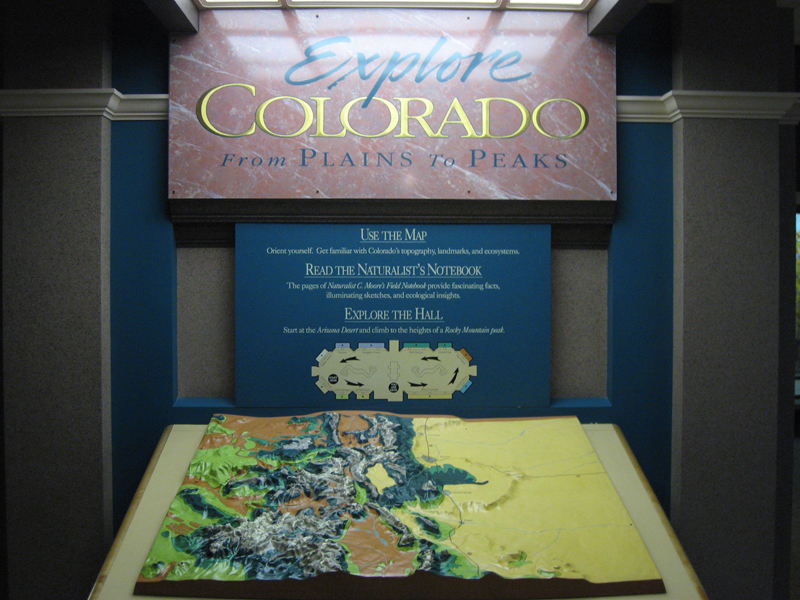 Explore
COLORADO
From PLAINS To PEAKS
USE THE MAP
Orient yourself. Get familiar with Colorado's topography, landmarks, and ecosystems.
READ THE NATURALIST'S NOTEBOOK
The pages of Naturalist C. Moore's Field Notebook provide fascinating facts,
illuminating sketches, and ecological insights.
EXPLORE THE HALL
Start at the Arizona Desert and climb to the heights of a Rocky Mountain peak.